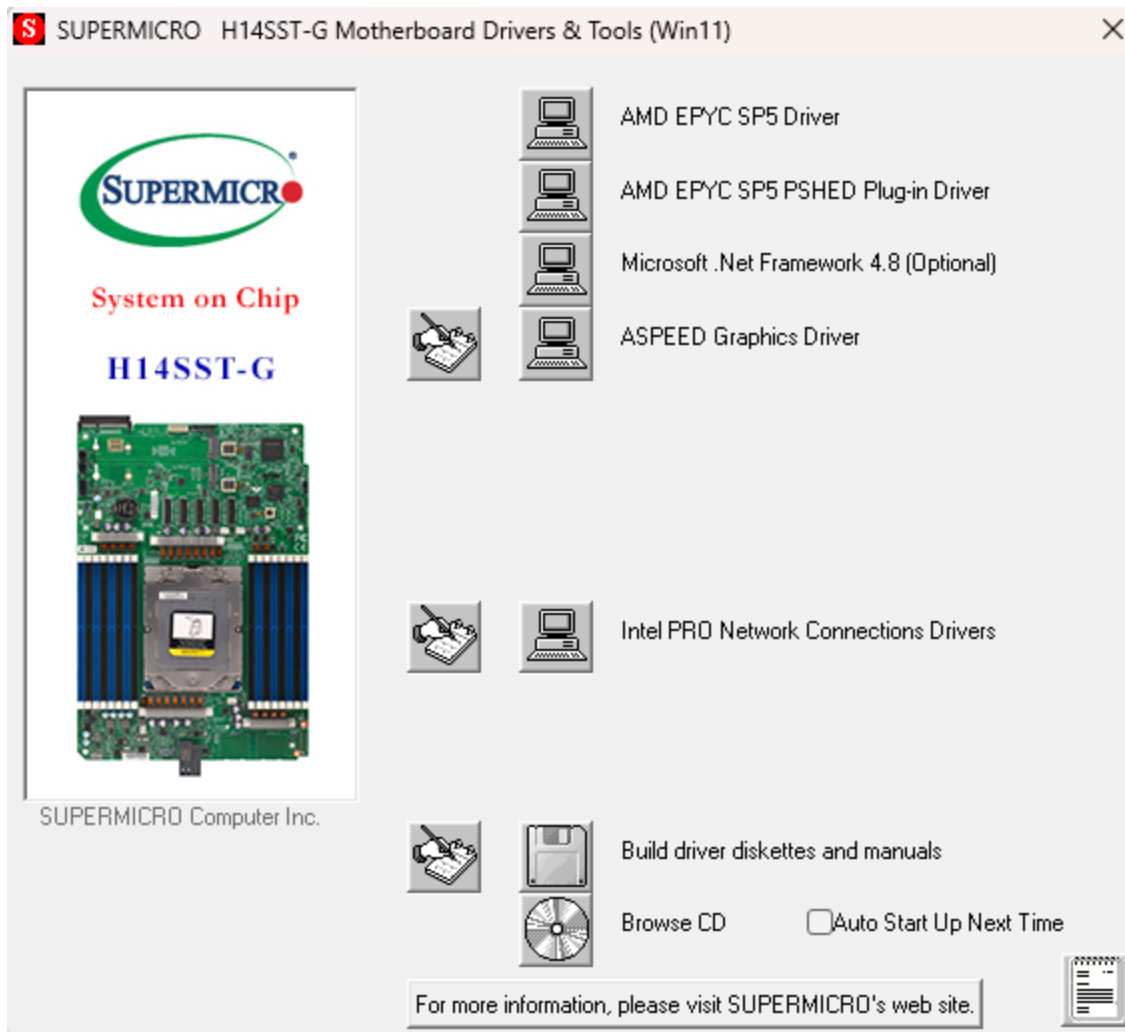 S SUPERMICRO H14SST-G Motherboard Drivers & Tools (Win11)
SUPERMICRO
System on Chip
H14SST-G
SUPERMICRO Computer Inc.
AMD EPYC SP5 Driver
AMD EPYC SP5 PSHED Plug-in Driver
Microsoft .Net Framework 4.8 (Optional)
ASPEED Graphics Driver
Intel PRO Network Connections Drivers
Build driver diskettes and manuals
Browse CD
Auto Start Up Next Time
For more information, please visit SUPERMICRO's web site.